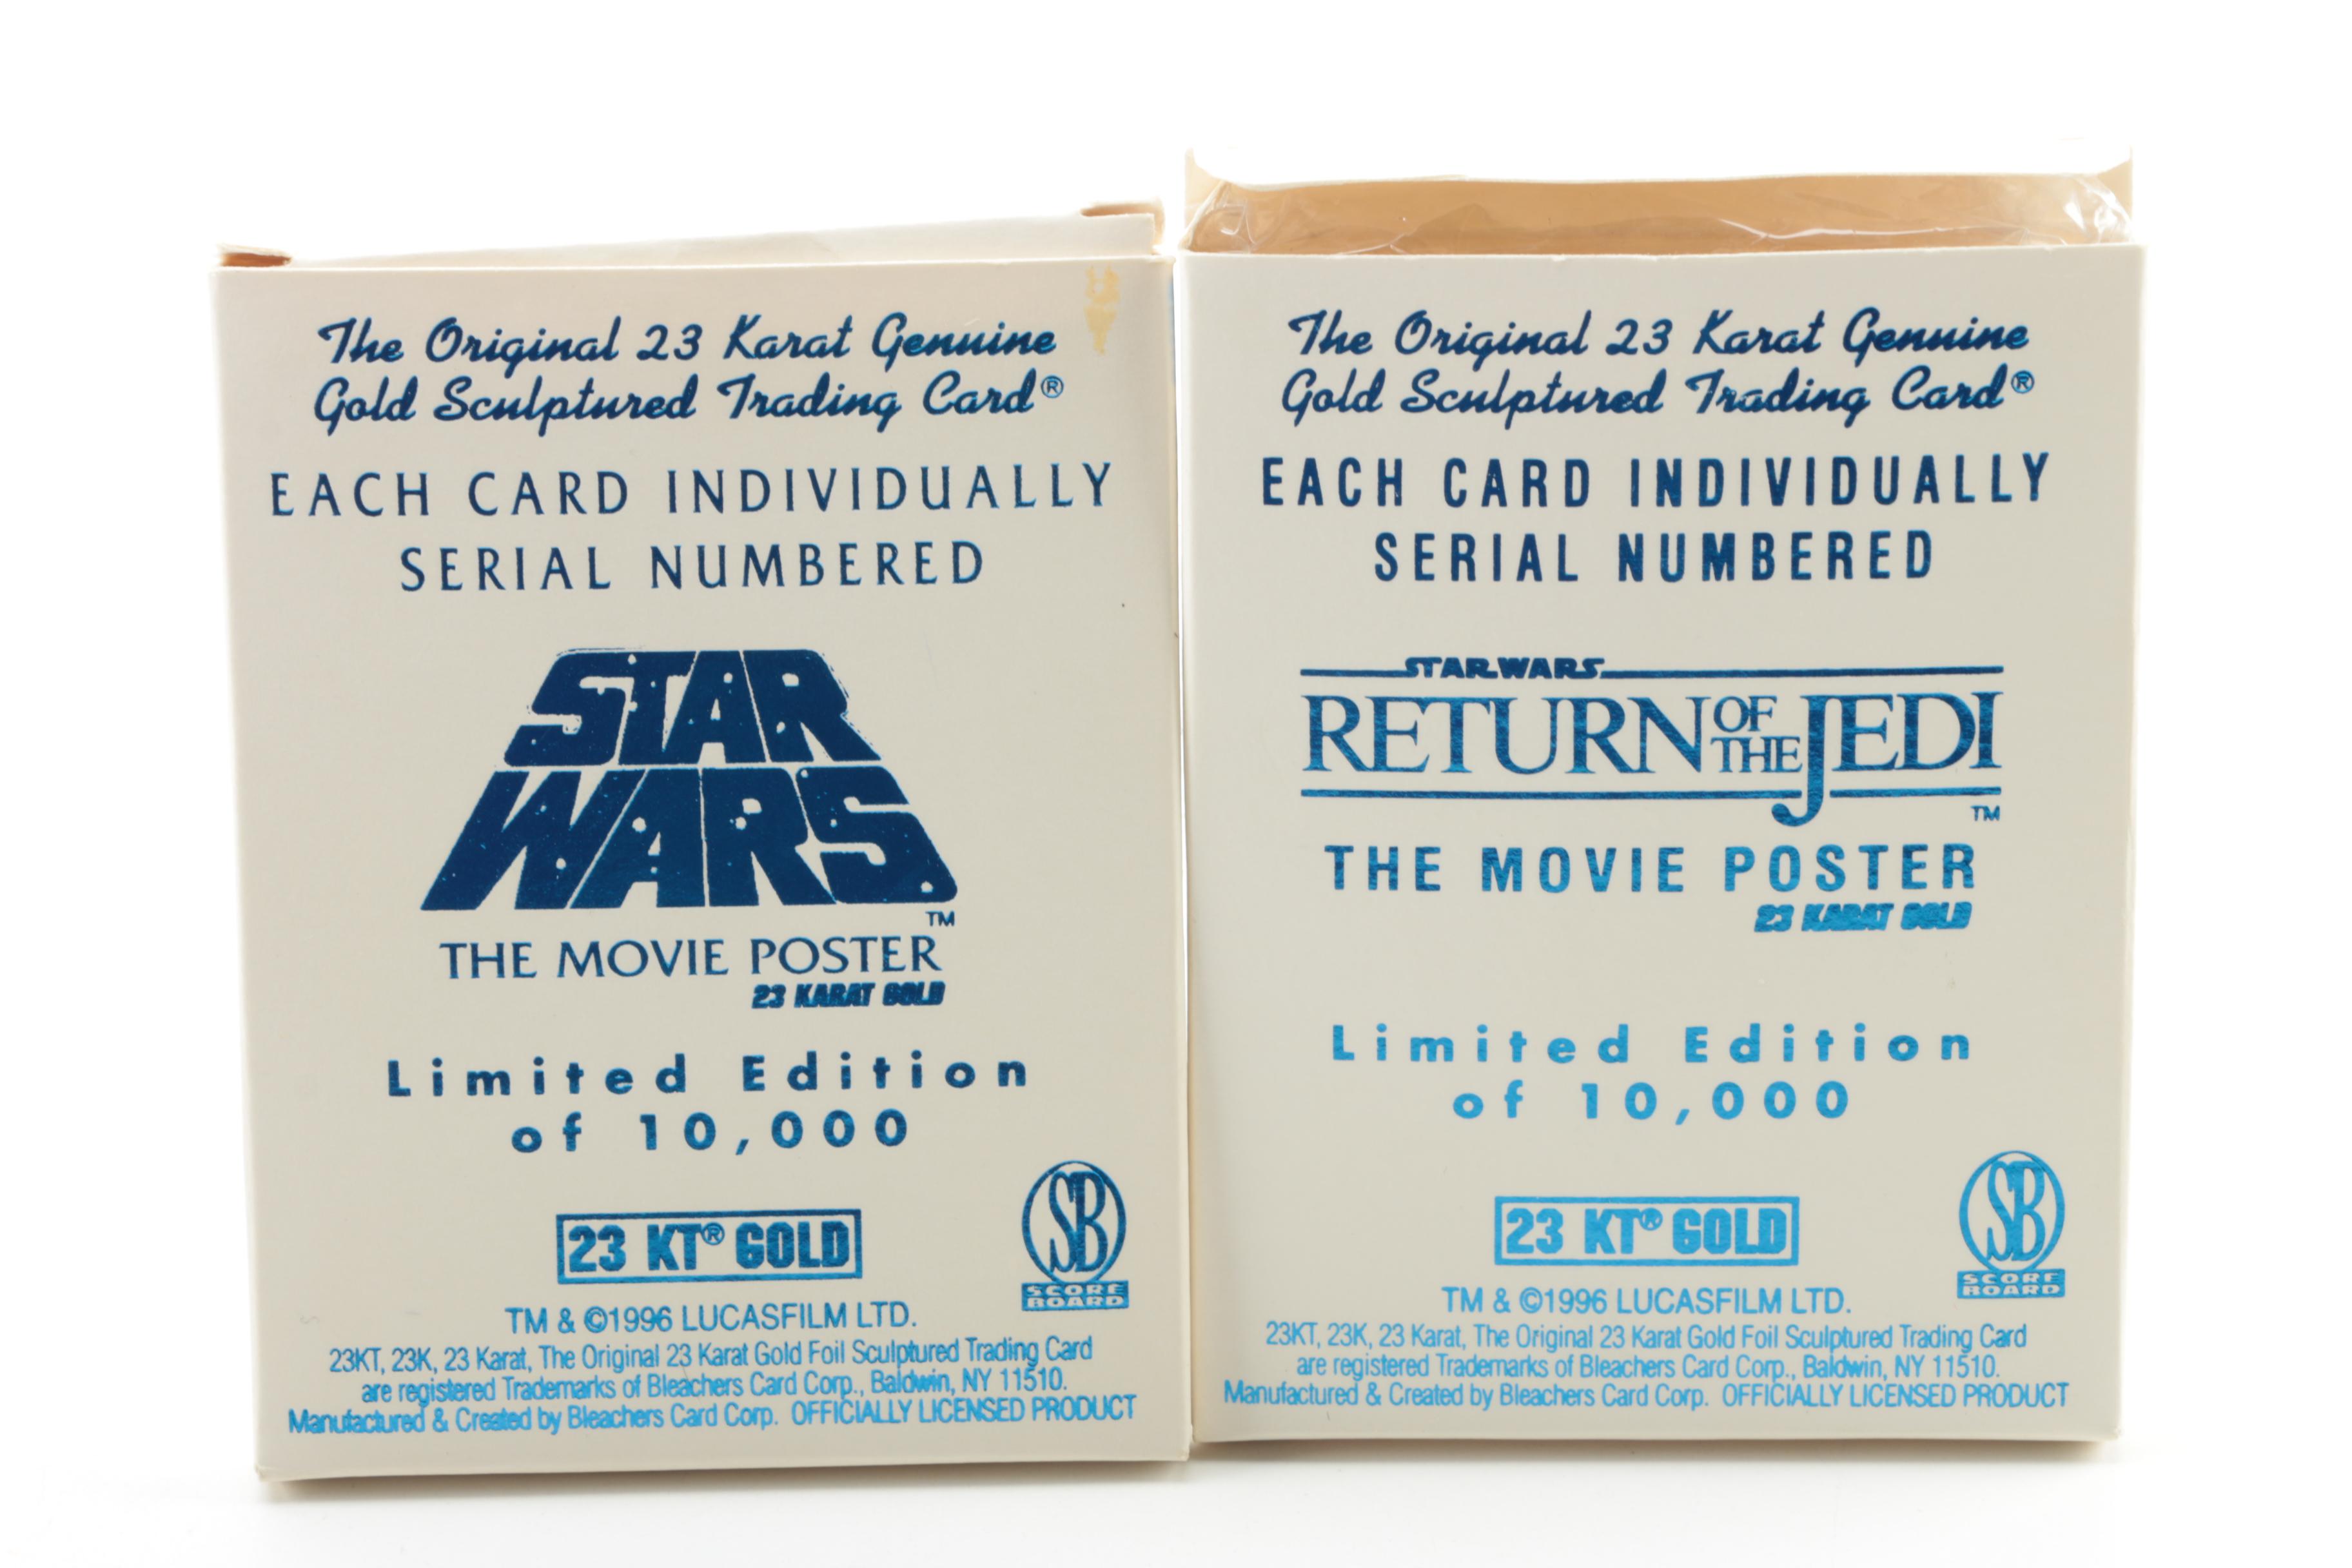 The Original 23 Karat Genuine
Gold Sculptured Trading Card®
EACH CARD INDIVIDUALLY
SERIAL NUMBERED
STAR
WARS
TM
THE MOVIE POSTER
23 KARAT GOLD
Limited Edition
of 10,000
23 KT® GOLD
SB
SCORE
BOARD
TM & ©1996 LUCASFILM LTD.
23KT, 23K, 23 Karat, The Original 23 Karat Gold Foil Sculptured Trading Card
are registered Trademarks of Bleachers Card Corp., Baldwin, NY 11510.
Manufactured & Created by Bleachers Card Corp. OFFICIALLY LICENSED PRODUCT
The Original 23 Karat Genuine
Gold Sculptured Trading Card®
EACH CARD INDIVIDUALLY
SERIAL NUMBERED
STAR WARS
RETURN OF THE JEDI
TM
THE MOVIE POSTER
23 KARAT GOLD
Limited Edition
of 10,000
23 KT® GOLD
SB
SCORE
BOARD
TM & ©1996 LUCASFILM LTD.
23KT, 23K, 23 Karat, The Original 23 Karat Gold Foil Sculptured Trading Card
are registered Trademarks of Bleachers Card Corp., Baldwin, NY 11510.
Manufactured & Created by Bleachers Card Corp. OFFICIALLY LICENSED PRODUCT